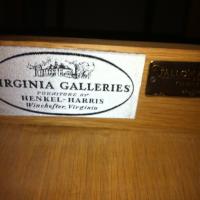 VIRGINIA GALLERIES
FURNITURE BY
HENKEL-HARRIS
Winchester, Virginia